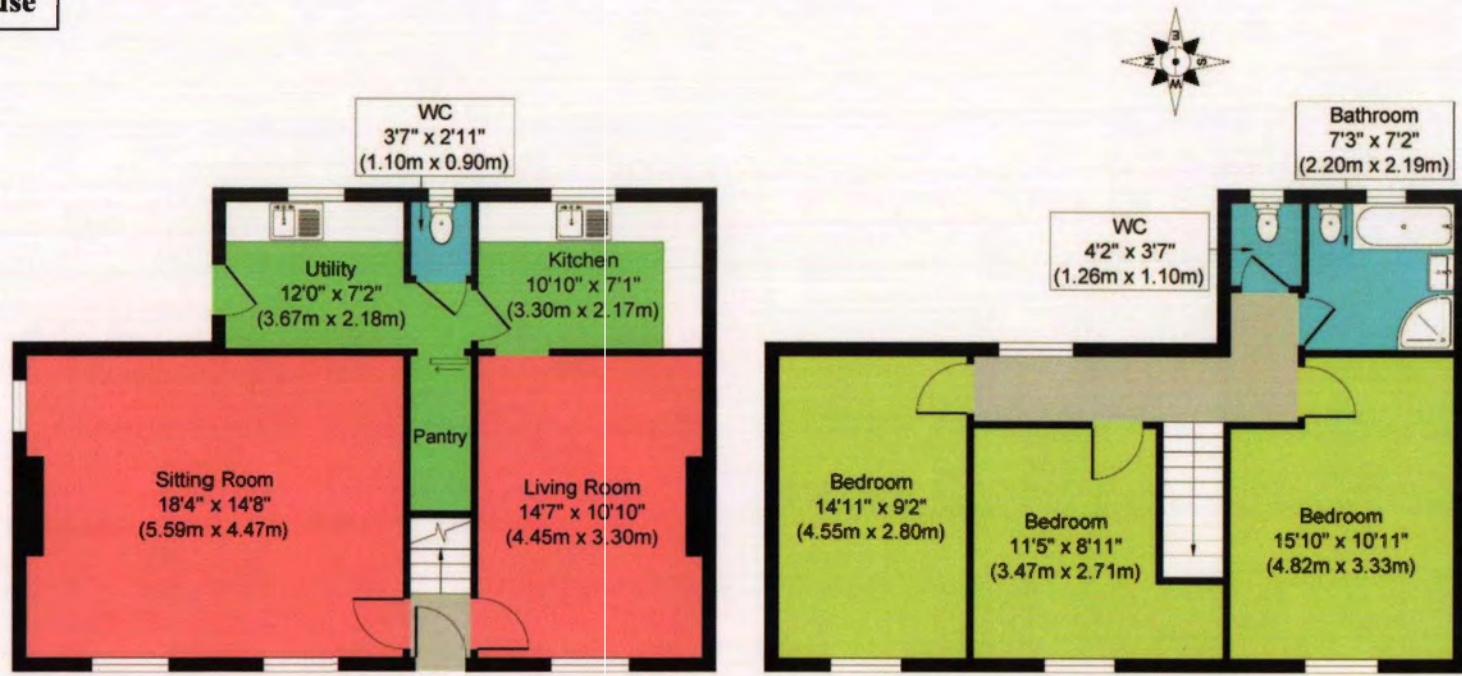 use
WC
3'7" x 2'11"
(1.10m x 0.90m)
Utility
12'0" x 7'2"
(3.67m x 2.18m)
Kitchen
10'10" x 7'1"
(3.30m x 2.17m)
Pantry
Sitting Room
18'4" x 14'8"
(5.59m x 4.47m)
Living Room
14'7" x 10'10"
(4.45m x 3.30m)
E
N
S
W
Bathroom
7'3" x 7'2"
(2.20m x 2.19m)
WC
4'2" x 3'7"
(1.26m x 1.10m)
Bedroom
14'11" x 9'2"
(4.55m x 2.80m)
Bedroom
11'5" x 8'11"
(3.47m x 2.71m)
Bedroom
15'10" x 10'11"
(4.82m x 3.33m)